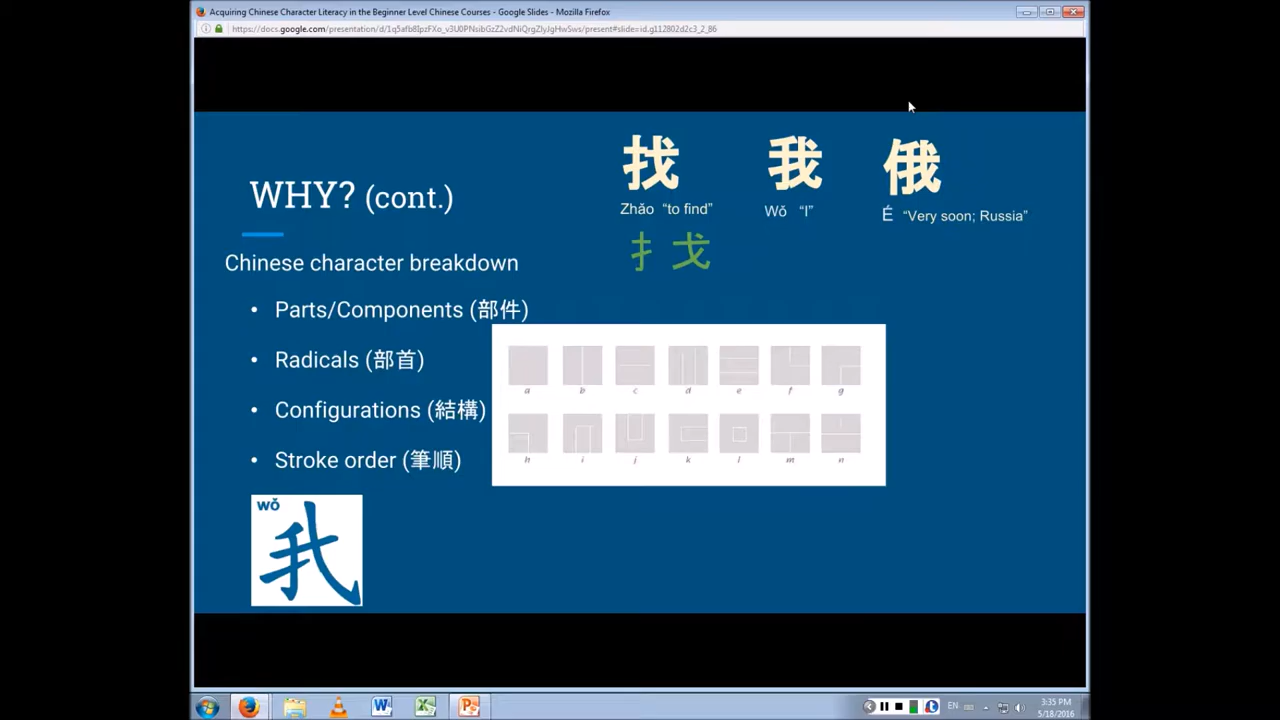 Acquiring Chinese Character Literacy in the Beginner Level Chinese Courses - Google Slides - Mozilla Firefox
找 我 俄
Zhǎo “to find” Wǒ “I” É “Very soon; Russia”
扌 戈
WHY? (cont.)
Chinese character breakdown
• Parts/Components (部件)
• Radicals (部首)
• Configurations (結構)
• Stroke order (筆順)
a b c d e f g
h i j k l m n
wǒ
EN
3:35 PM
5/18/2016